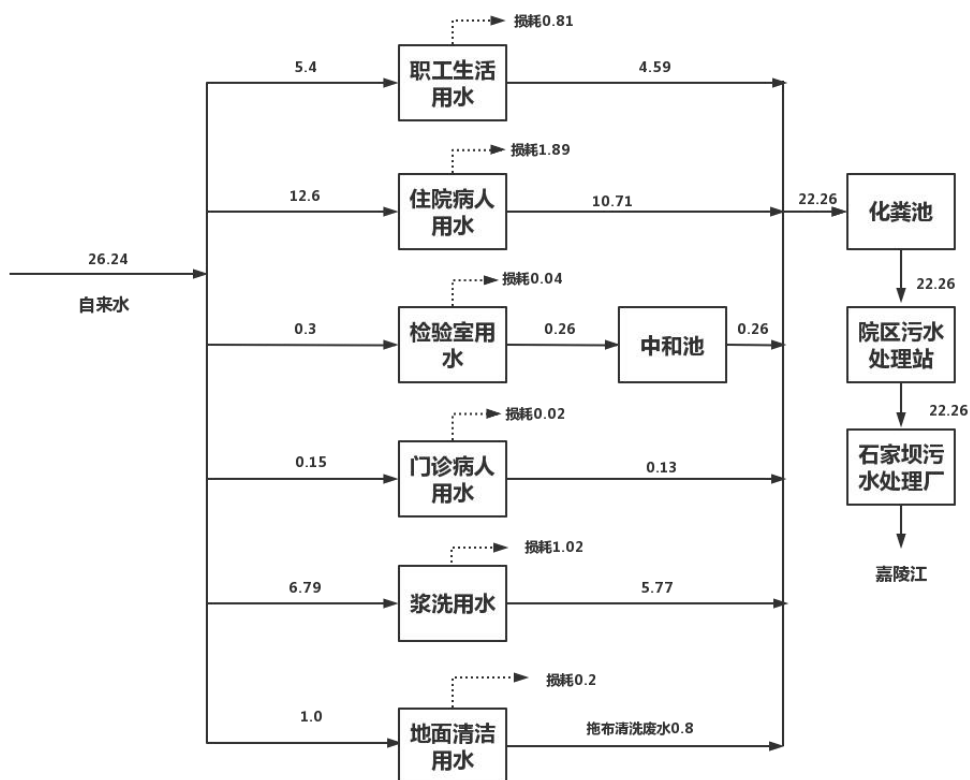 损耗0.81
5.4
职工生活
用水
4.59
损耗1.89
12.6
住院病人
用水
10.71
22.26
化粪池
26.24
自来水
22.26
损耗0.04
0.3
检验室用
水
0.26
中和池
0.26
院区污水
处理站
22.26
损耗0.02
0.15
门诊病人
用水
0.13
石家坝污
水处理厂
损耗1.02
6.79
浆洗用水
5.77
嘉陵江
损耗0.2
1.0
地面清洁
用水
拖布清洗废水0.8